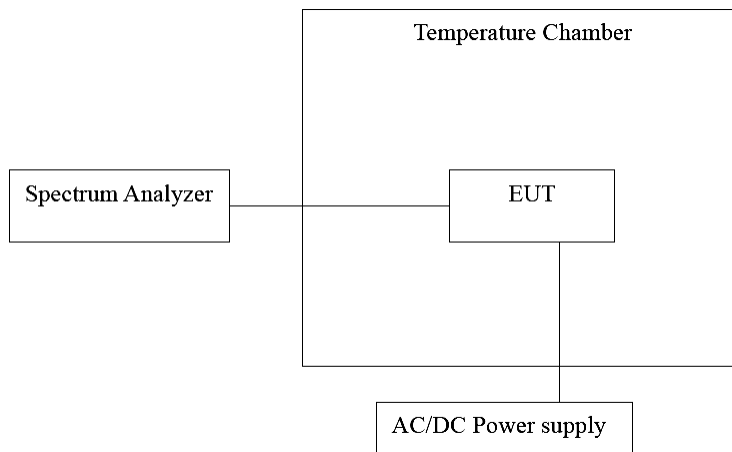 Temperature Chamber
Spectrum Analyzer
EUT
AC/DC Power supply